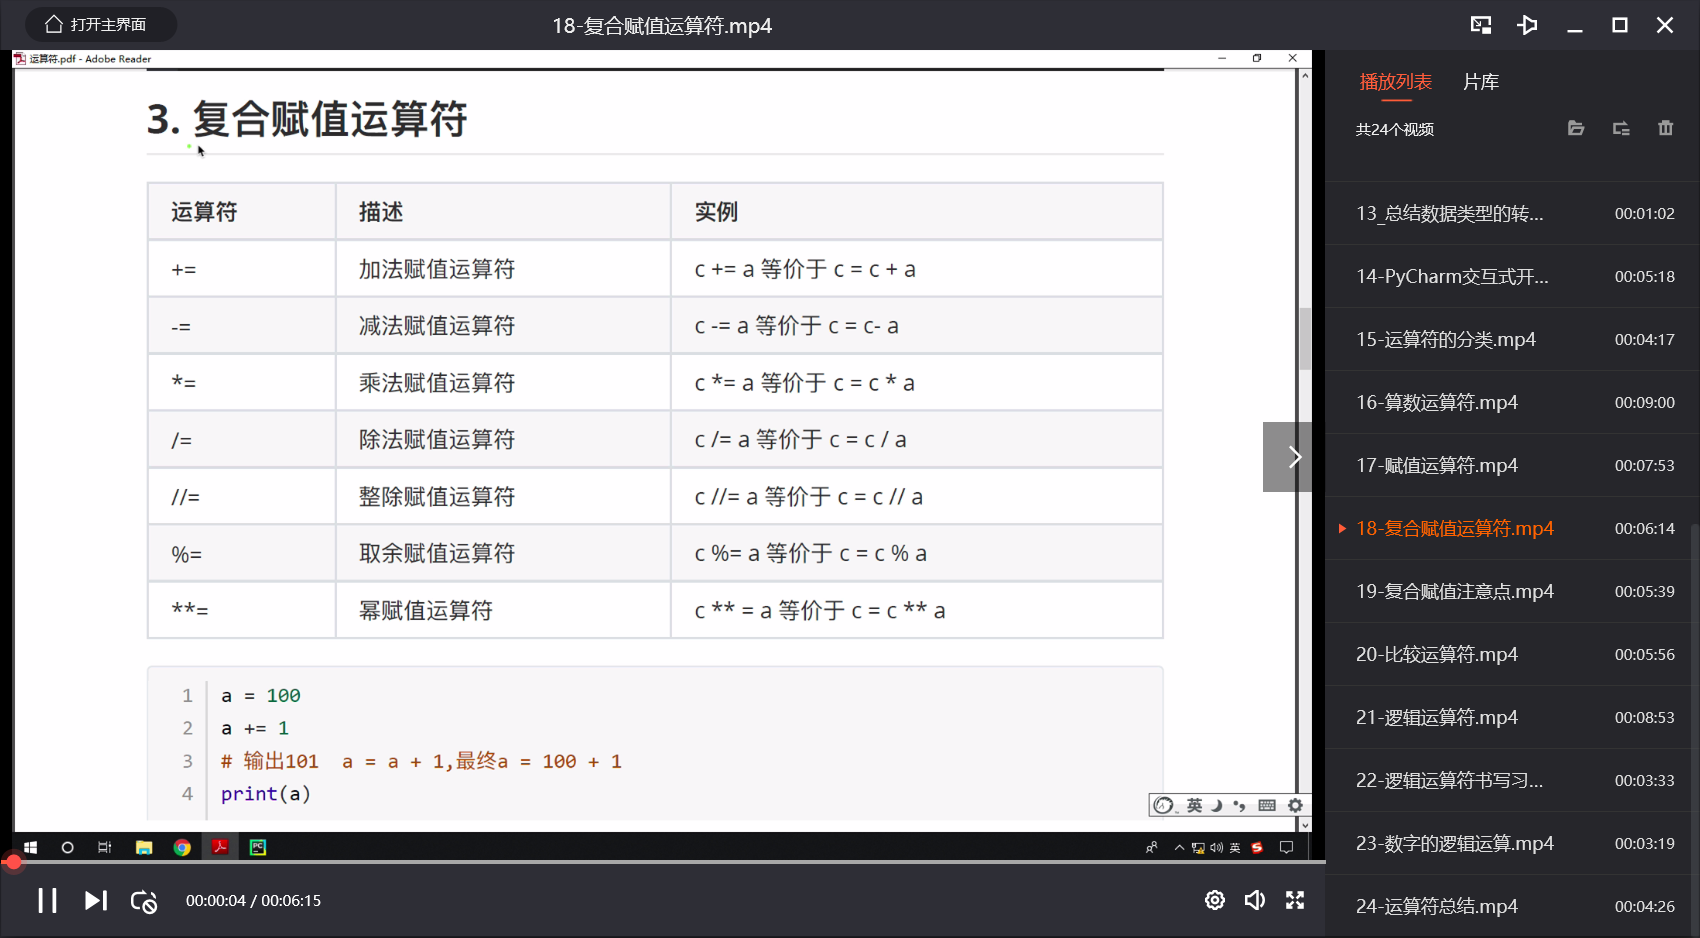 打开主界面
18-复合赋值运算符.mp4
运算符.pdf - Adobe Reader
3. 复合赋值运算符
运算符 描述 实例
+= 加法赋值运算符 c += a 等价于 c = c + a
-= 减法赋值运算符 c -= a 等价于 c = c- a
*= 乘法赋值运算符 c *= a 等价于 c = c * a
/= 除法赋值运算符 c /= a 等价于 c = c / a
//= 整除赋值运算符 c //= a 等价于 c = c // a
%= 取余赋值运算符 c %= a 等价于 c = c % a
**= 幂赋值运算符 c ** = a 等价于 c = c ** a
1 a = 100
2 a += 1
3 # 输出101  a = a + 1,最终a = 100 + 1
4 print(a)
英
PC
英
00:00:04 / 00:06:15
播放列表 片库
共24个视频
13_总结数据类型的转... 00:01:02
14-PyCharm交互式开... 00:05:18
15-运算符的分类.mp4 00:04:17
16-算数运算符.mp4 00:09:00
17-赋值运算符.mp4 00:07:53
18-复合赋值运算符.mp4 00:06:14
19-复合赋值注意点.mp4 00:05:39
20-比较运算符.mp4 00:05:56
21-逻辑运算符.mp4 00:08:53
22-逻辑运算符书写习... 00:03:33
23-数字的逻辑运算.mp4 00:03:19
24-运算符总结.mp4 00:04:26